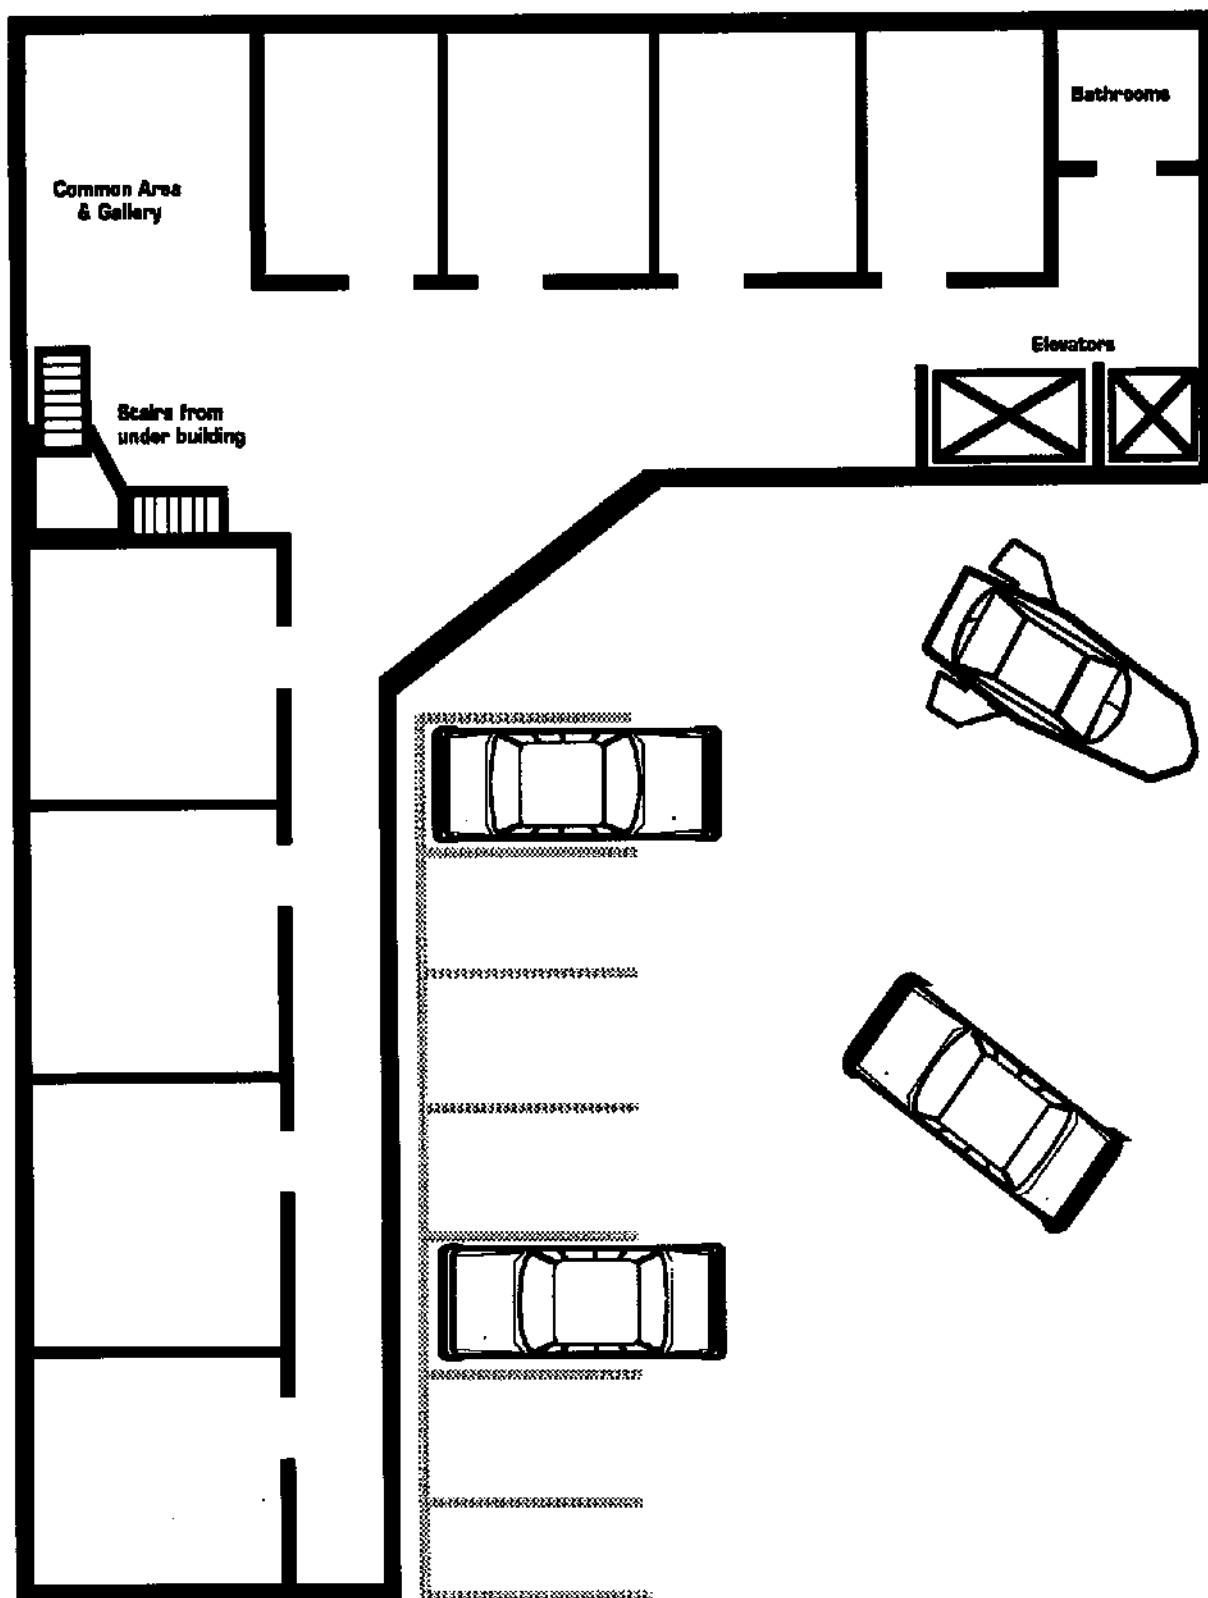 Bathrooms
Common Area
& Gallery
Elevators
Stairs from
under building